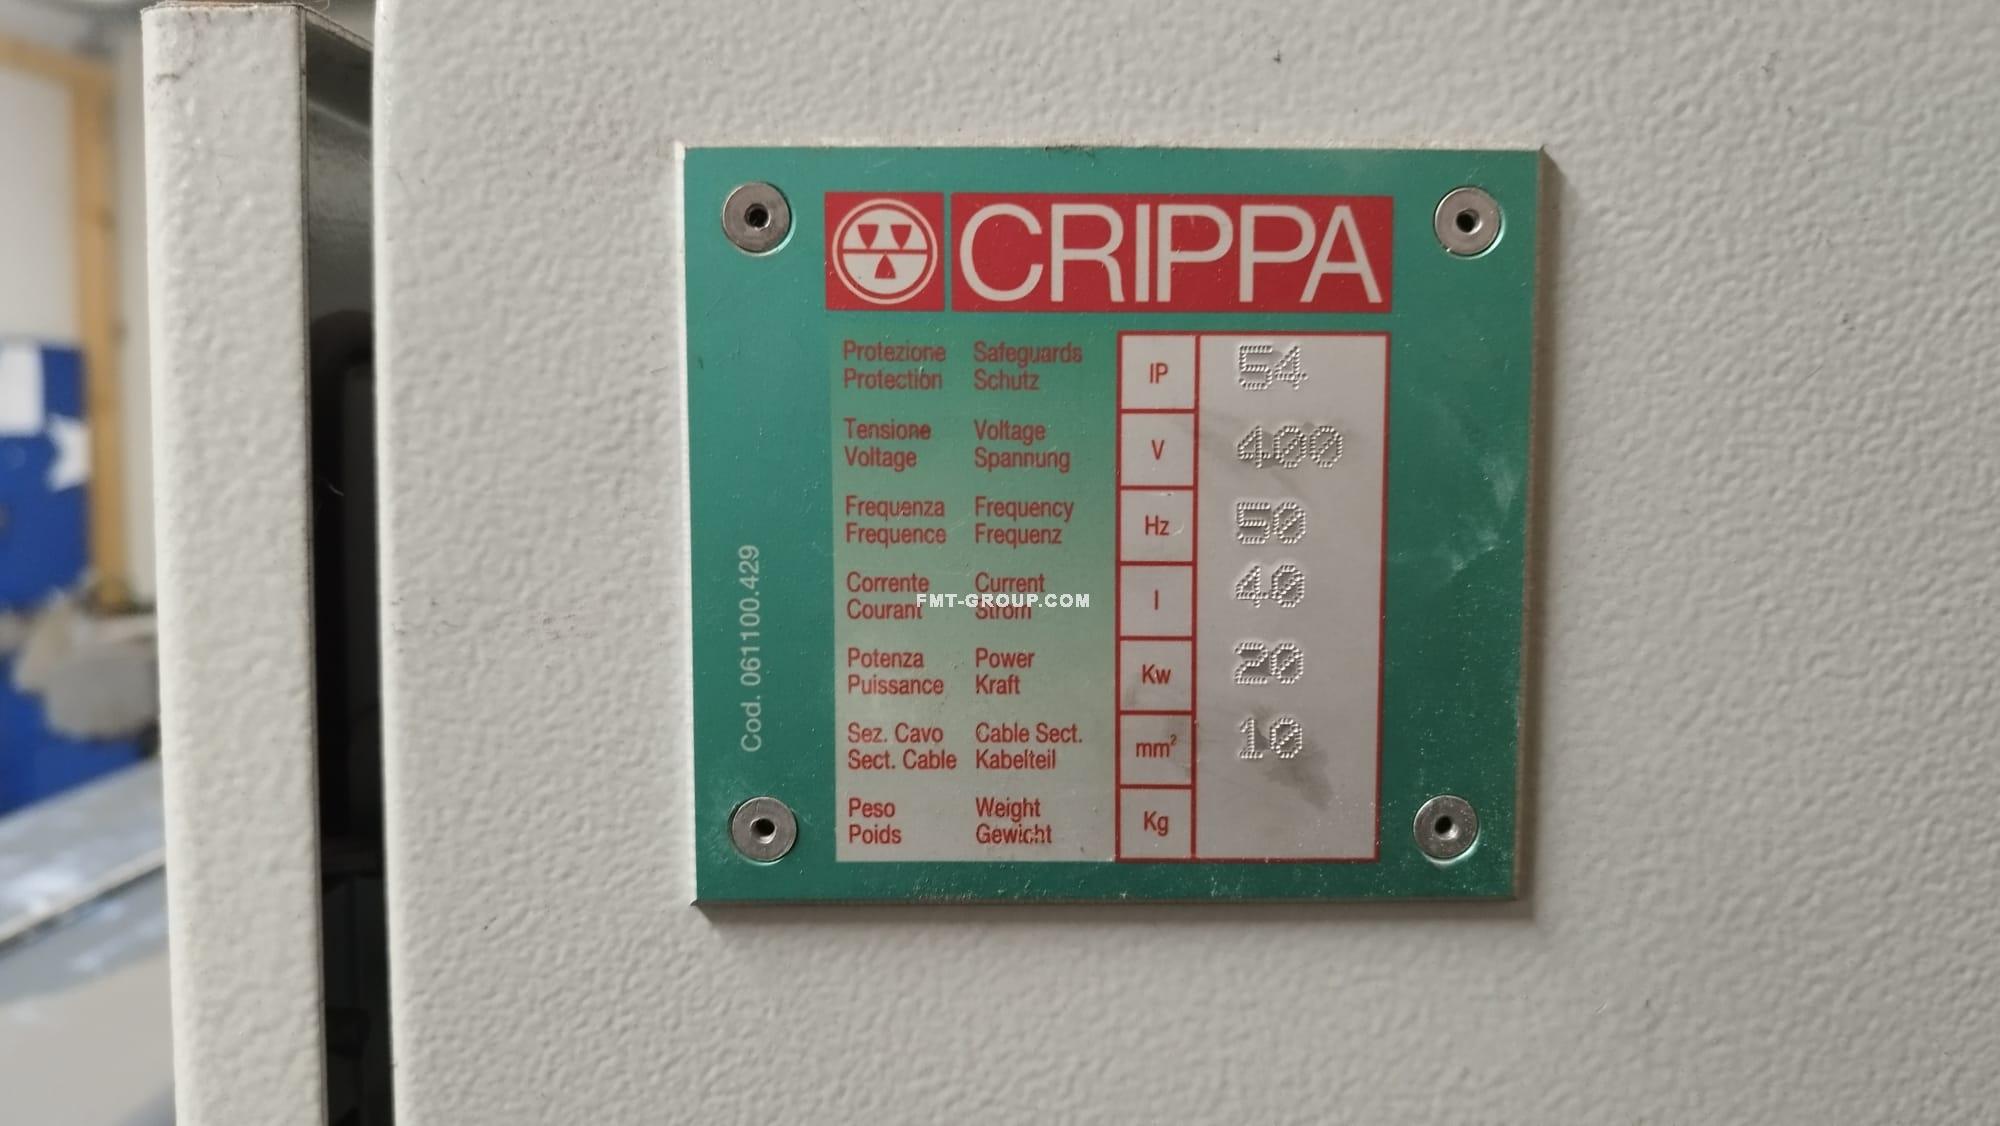 CRIPPA
Protezione Safeguards
Protection Schutz
IP 54
Tensione Voltage
Voltage Spannung
V 400
Frequenza Frequency
Frequence Frequenz
Hz 50
Corrente Current
Courant Strom
I 40
FMT-GROUP.COM
Potenza Power
Puissance Kraft
Kw 20
Sez. Cavo Cable Sect.
Sect. Cable Kabelteil
mm² 10
Peso Weight
Poids Gewicht
Kg
Cod. 061100.429